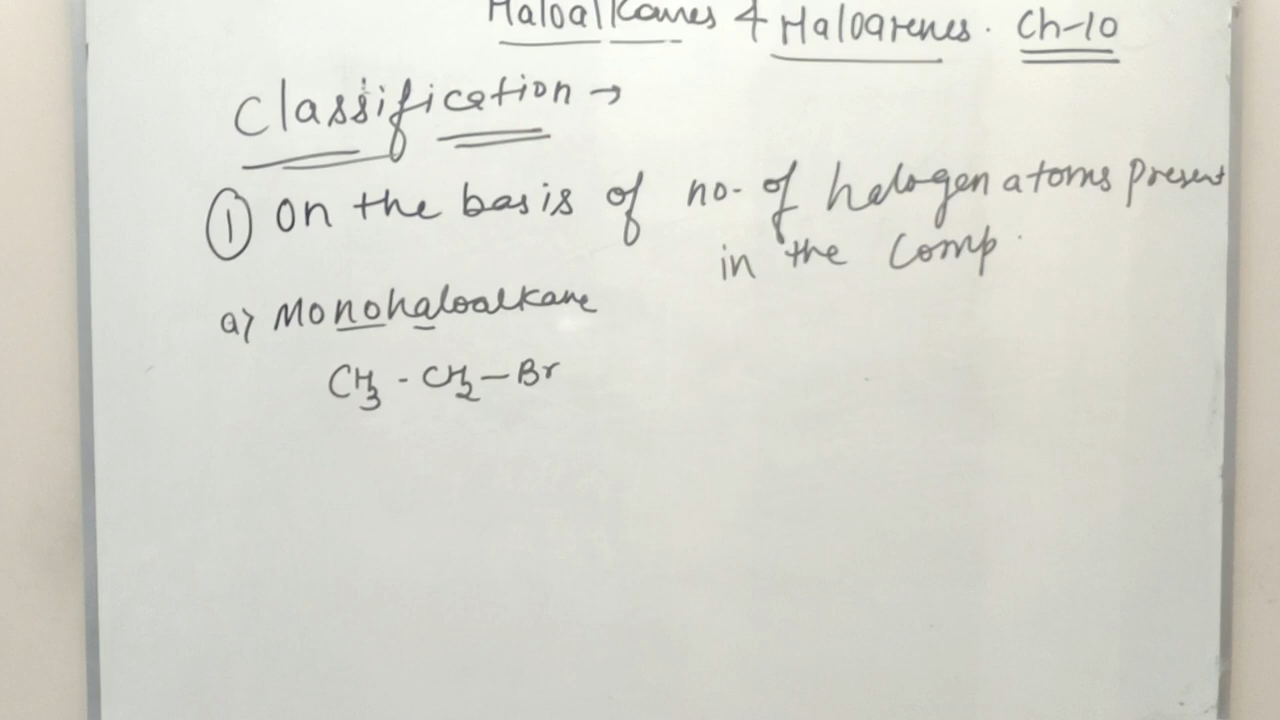 Haloalkanes & Haloarenes. Ch-10
Classification →
① On the basis of no. of halogen atoms present
in the comp.
a) Monohaloalkane
CH₃ - CH₂ - Br